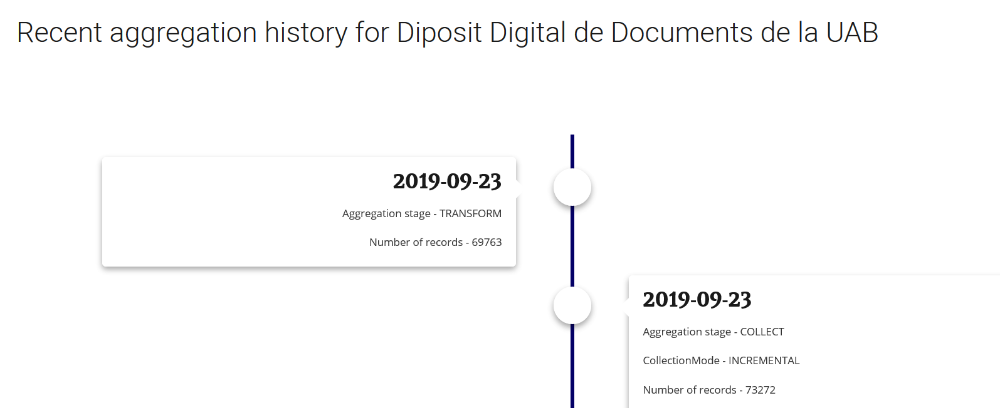 Recent aggregation history for Diposit Digital de Documents de la UAB
2019-09-23
Aggregation stage - TRANSFORM
Number of records - 69763
2019-09-23
Aggregation stage - COLLECT
CollectionMode - INCREMENTAL
Number of records - 73272